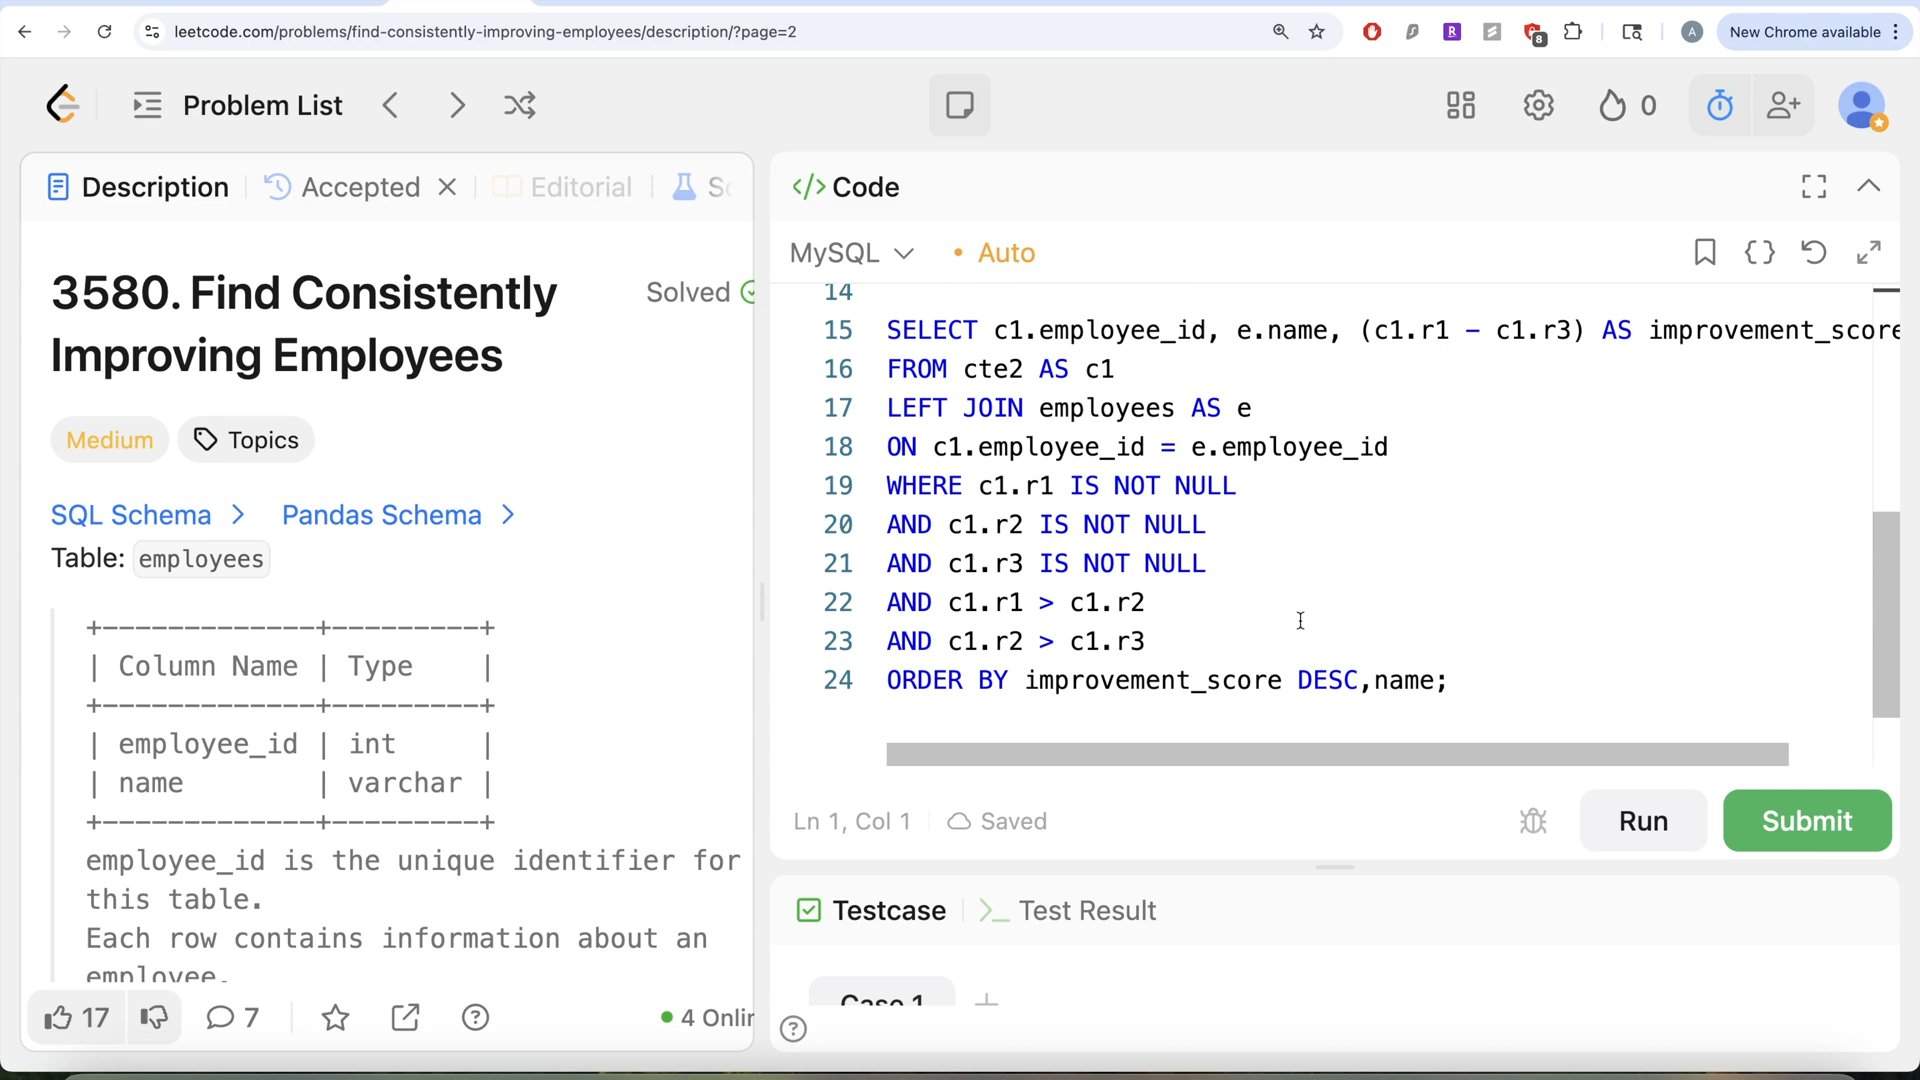 leetcode.com/problems/find-consistently-improving-employees/description/?page=2
8
R
A
New Chrome available
Problem List
0
Description
Accepted
Editorial
Code
MySQL
Auto
3580. Find Consistently
Improving Employees
Solved
Medium
Topics
SQL Schema
Pandas Schema
Table: employees
+-------------+---------+
| Column Name | Type    |
+-------------+---------+
| employee_id | int     |
| name        | varchar |
+-------------+---------+
employee_id is the unique identifier for
this table.
Each row contains information about an
employee.
17
7
4 Onlin
14
15 SELECT c1.employee_id, e.name, (c1.r1 - c1.r3) AS improvement_score
16 FROM cte2 AS c1
17 LEFT JOIN employees AS e
18 ON c1.employee_id = e.employee_id
19 WHERE c1.r1 IS NOT NULL
20 AND c1.r2 IS NOT NULL
21 AND c1.r3 IS NOT NULL
22 AND c1.r1 > c1.r2
23 AND c1.r2 > c1.r3
24 ORDER BY improvement_score DESC,name;
Ln 1, Col 1
Saved
Run
Submit
Testcase
Test Result
Case 1